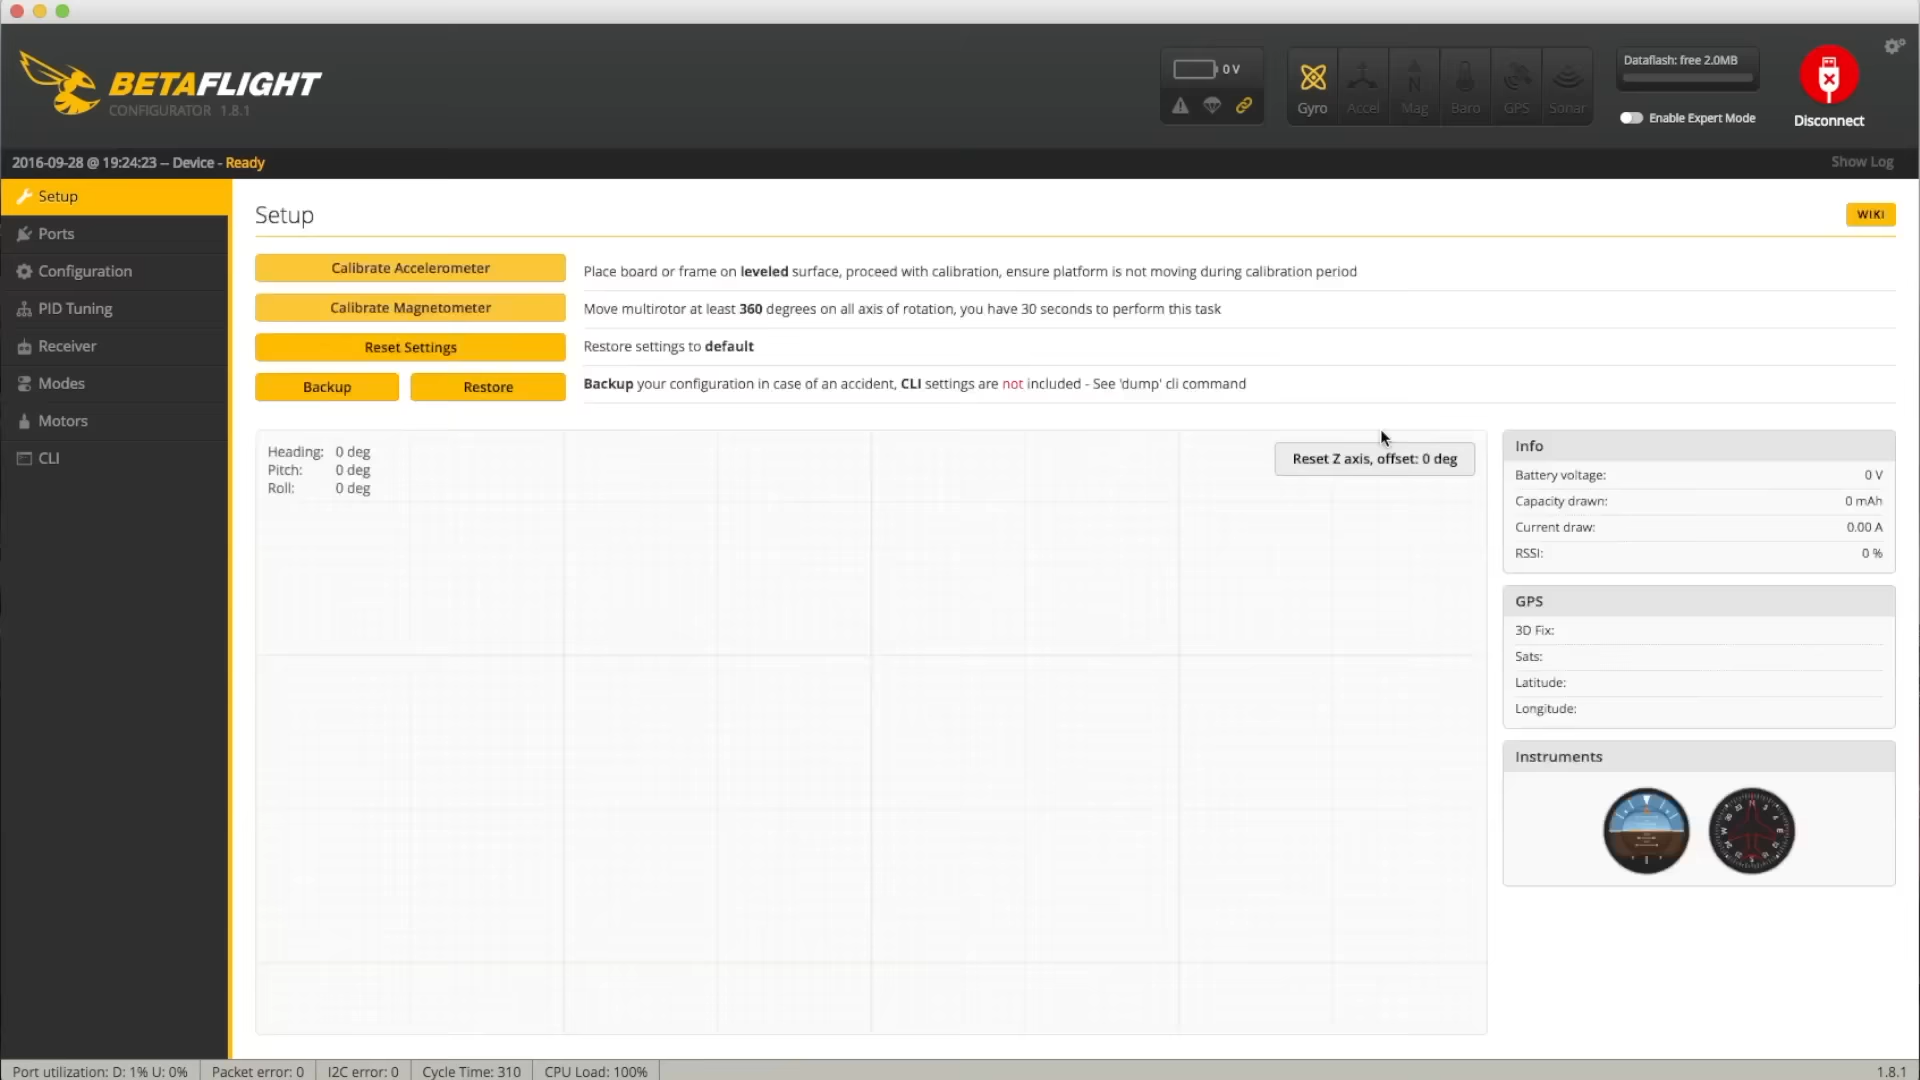 BETAFLIGHT
CONFIGURATOR 1.8.1
0 V
Gyro
Accel
Mag
Baro
GPS
Sonar
Dataflash: free 2.0MB
Enable Expert Mode
Disconnect
2016-09-28 @ 19:24:23 -- Device - Ready
Show Log
Setup
Ports
Configuration
PID Tuning
Receiver
Modes
Motors
CLI
Setup
WIKI
Calibrate Accelerometer
Place board or frame on leveled surface, proceed with calibration, ensure platform is not moving during calibration period
Calibrate Magnetometer
Move multirotor at least 360 degrees on all axis of rotation, you have 30 seconds to perform this task
Reset Settings
Restore settings to default
Backup
Restore
Backup your configuration in case of an accident, CLI settings are not included - See 'dump' cli command
Heading: 0 deg
Pitch: 0 deg
Roll: 0 deg
Reset Z axis, offset: 0 deg
Info
Battery voltage: 0 V
Capacity drawn: 0 mAh
Current draw: 0.00 A
RSSI: 0 %
GPS
3D Fix:
Sats:
Latitude:
Longitude:
Instruments
Port utilization: D: 1% U: 0%
Packet error: 0
I2C error: 0
Cycle Time: 310
CPU Load: 100%
1.8.1